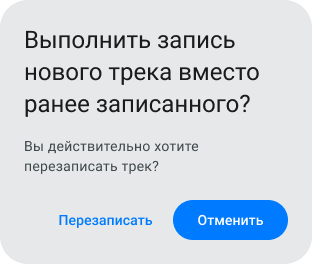 Выполнить запись
нового трека вместо
ранее записанного?
Вы действительно хотите
перезаписать трек?
Перезаписать
Отменить